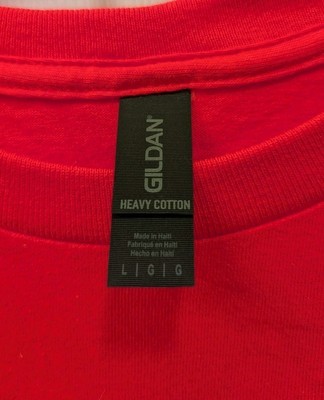 GILDAN®
HEAVY COTTON
Made in Haiti
Fabriqué en Haïti
Hecho en Haití
L | G | G